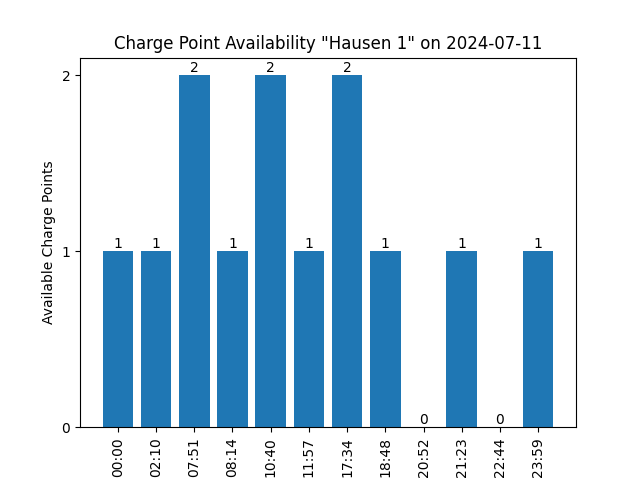 Charge Point Availability "Hausen 1" on 2024-07-11
Available Charge Points
2
1
0
1 1 2 1 2 1 2 1 0 1 0 1
00:00 02:10 07:51 08:14 10:40 11:57 17:34 18:48 20:52 21:23 22:44 23:59